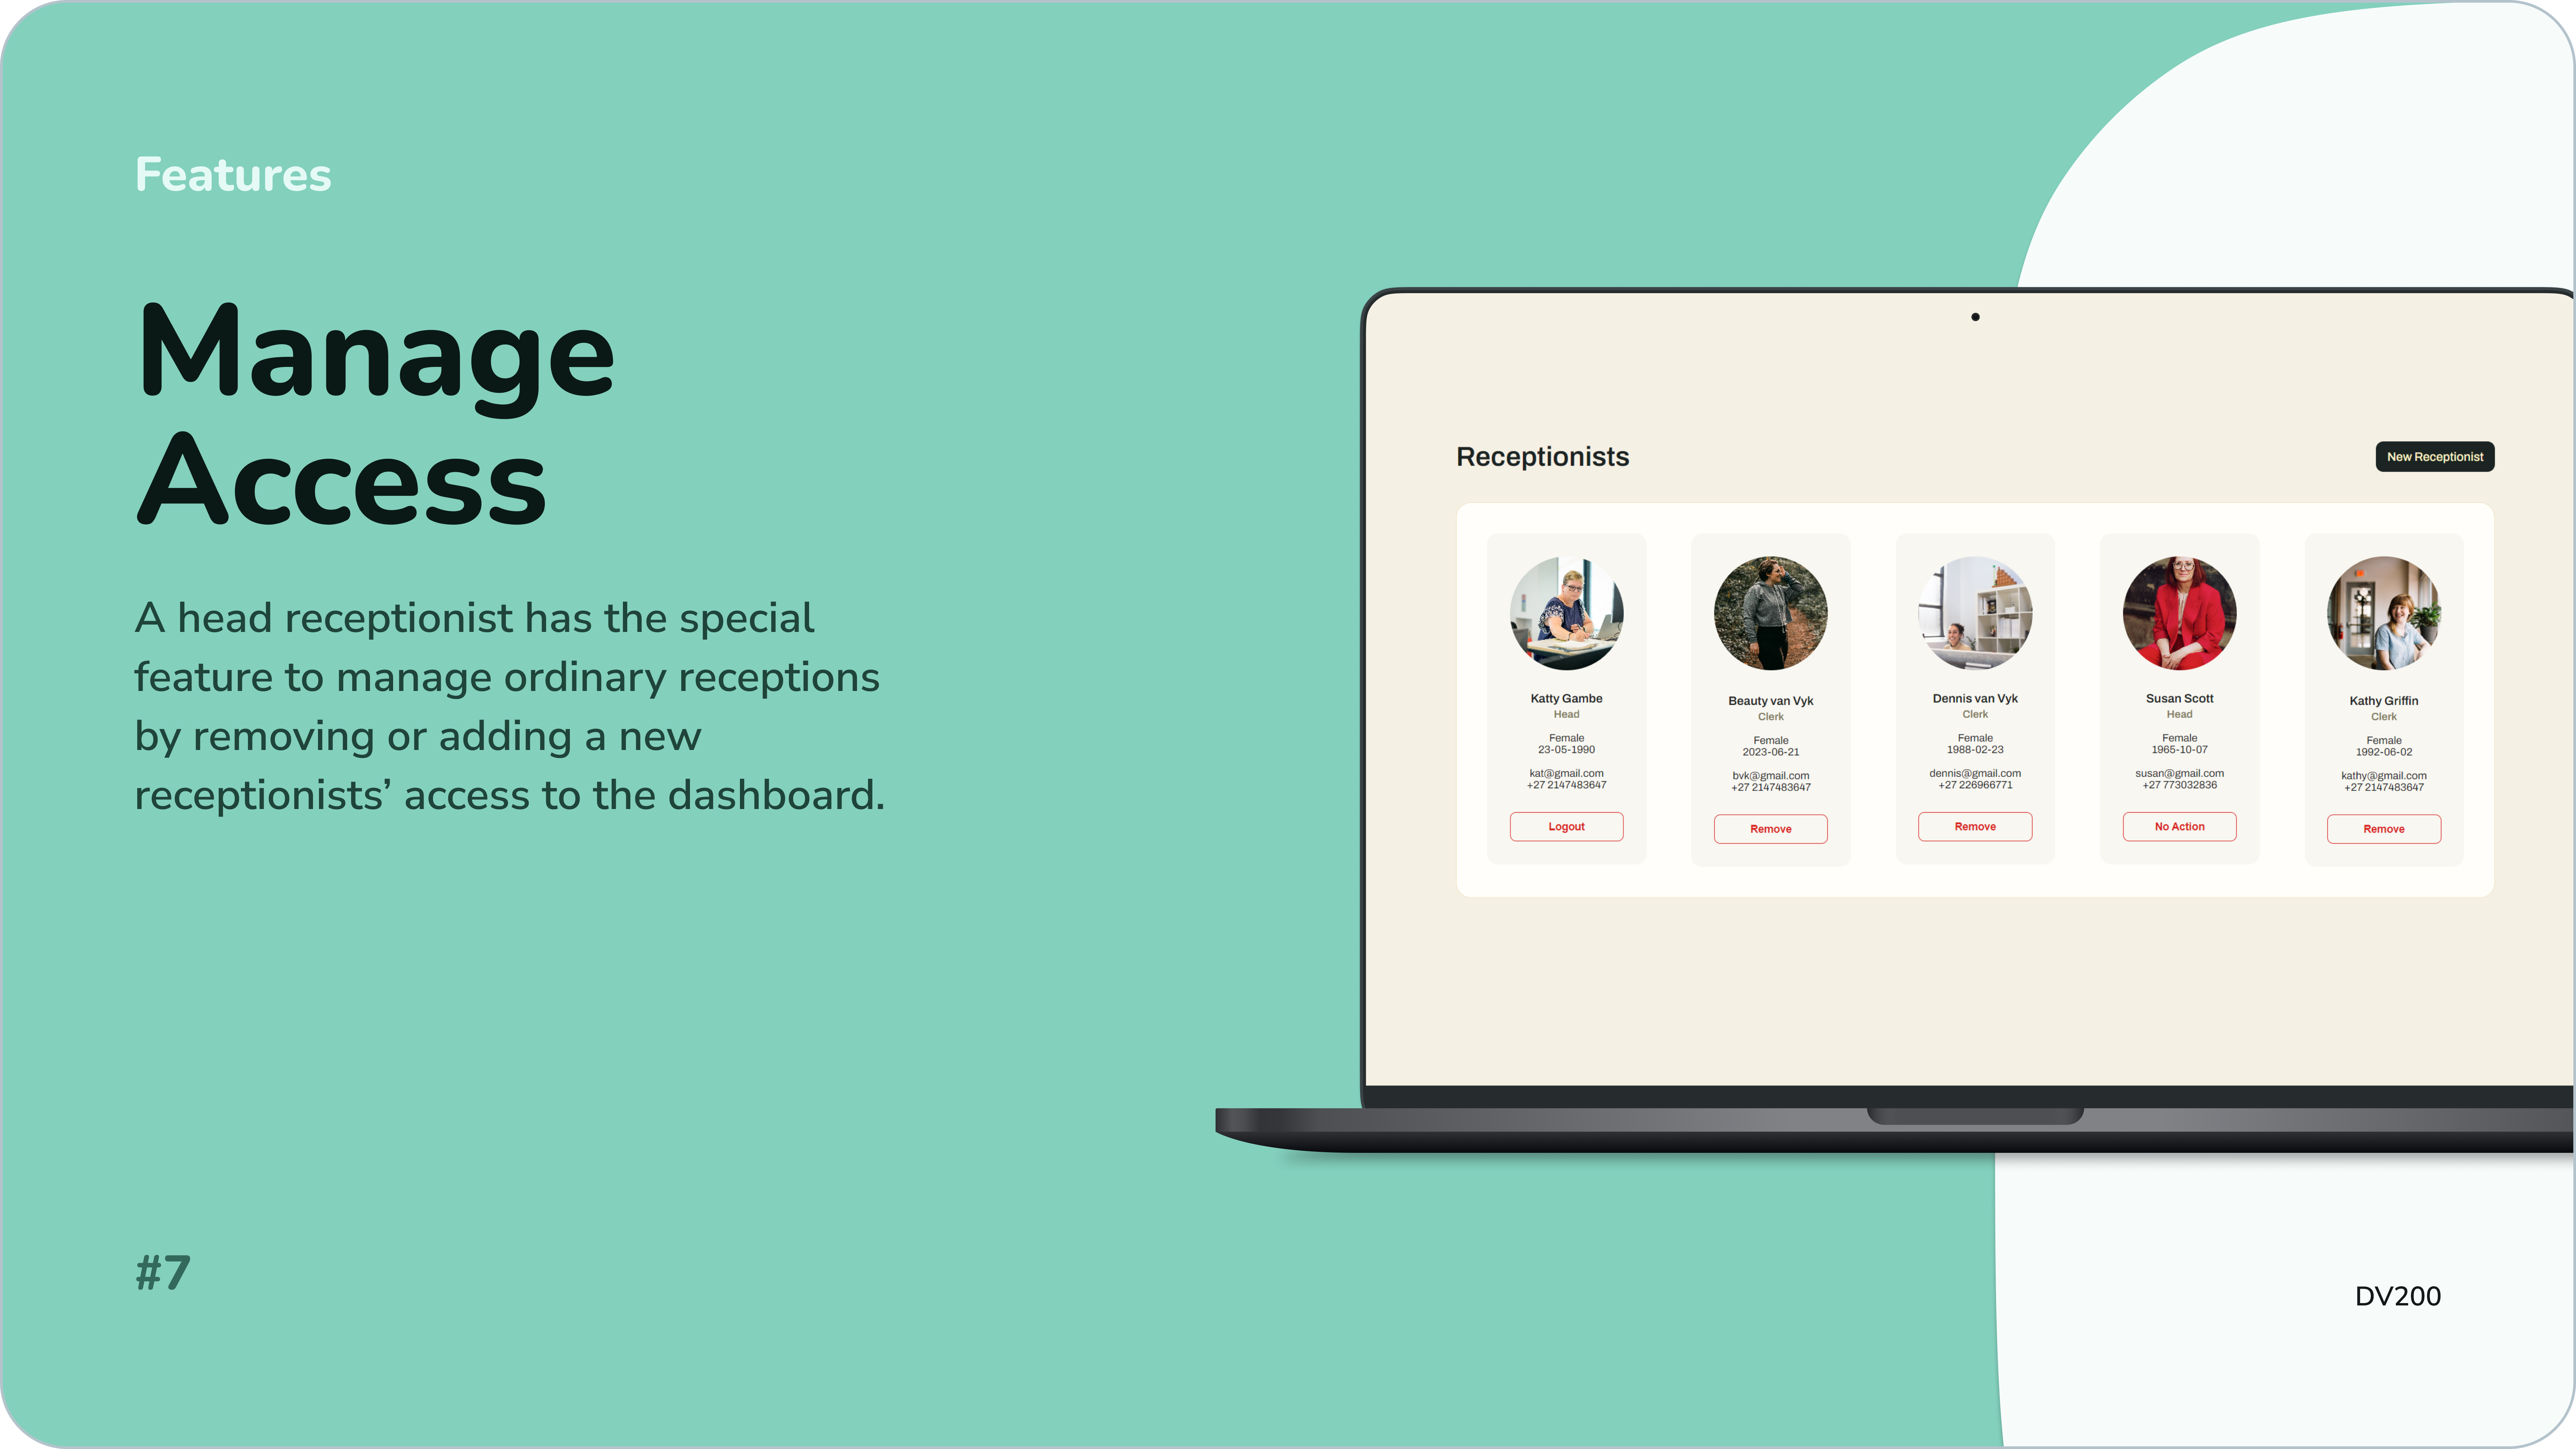 Features
Manage
Access
A head receptionist has the special
feature to manage ordinary receptions
by removing or adding a new
receptionists’ access to the dashboard.
#7
Receptionists
New Receptionist
Katty Gambe
Head
Female
23-05-1990
kat@gmail.com
+27 2147483647
Logout
Beauty van Vyk
Clerk
Female
2023-06-21
bvk@gmail.com
+27 2147483647
Remove
Dennis van Vyk
Clerk
Female
1988-02-23
dennis@gmail.com
+27 226966771
Remove
Susan Scott
Head
Female
1965-10-07
susan@gmail.com
+27 773032836
No Action
Kathy Griffin
Clerk
Female
1992-06-02
kathy@gmail.com
+27 2147483647
Remove
DV200